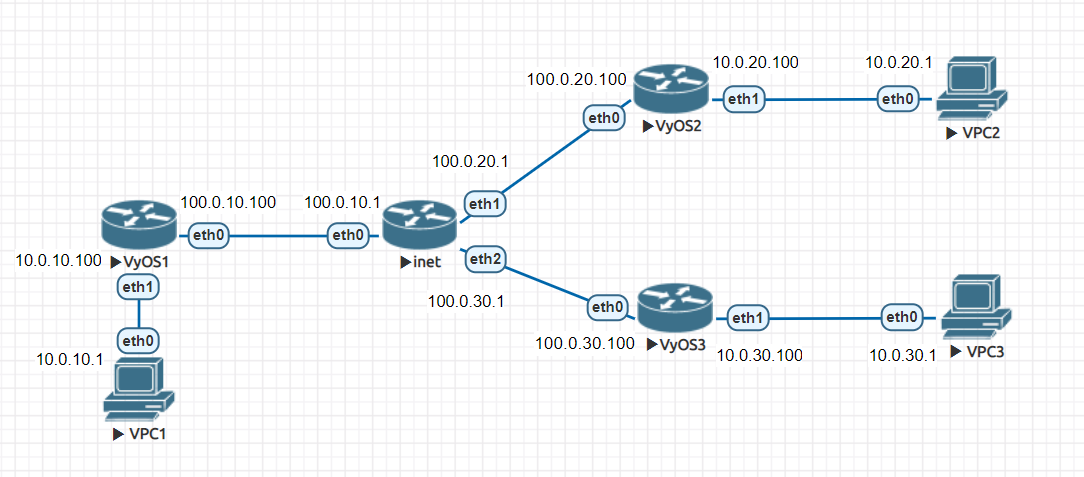 100.0.20.100
10.0.20.100
10.0.20.1
eth0
eth1
eth0
VyOS2
VPC2
100.0.20.1
eth1
100.0.10.100
100.0.10.1
eth0
eth0
10.0.10.100
VyOS1
inet
eth2
eth1
100.0.30.1
eth0
eth1
eth0
eth0
100.0.30.100
VyOS3
10.0.30.100
10.0.30.1
VPC3
10.0.10.1
VPC1